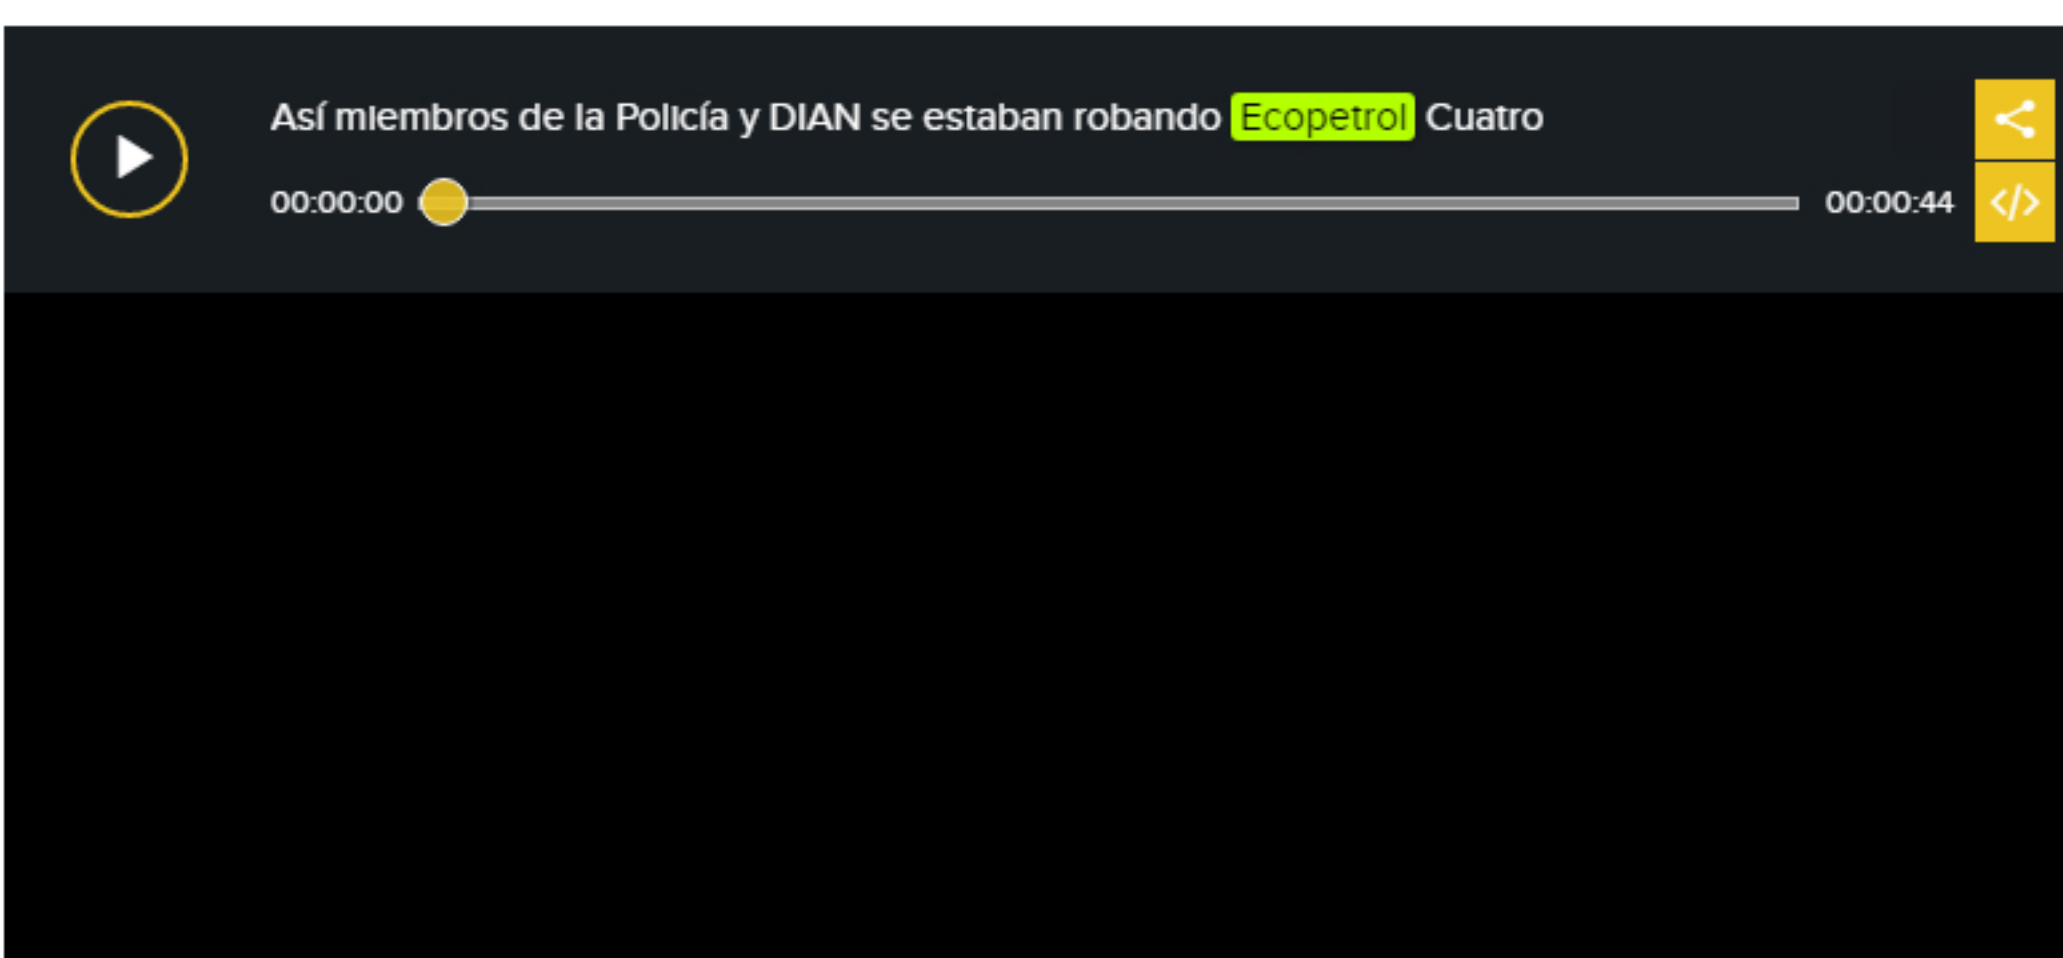 Así miembros de la Policía y DIAN se estaban robando Ecopetrol Cuatro
00:00:00 00:00:44